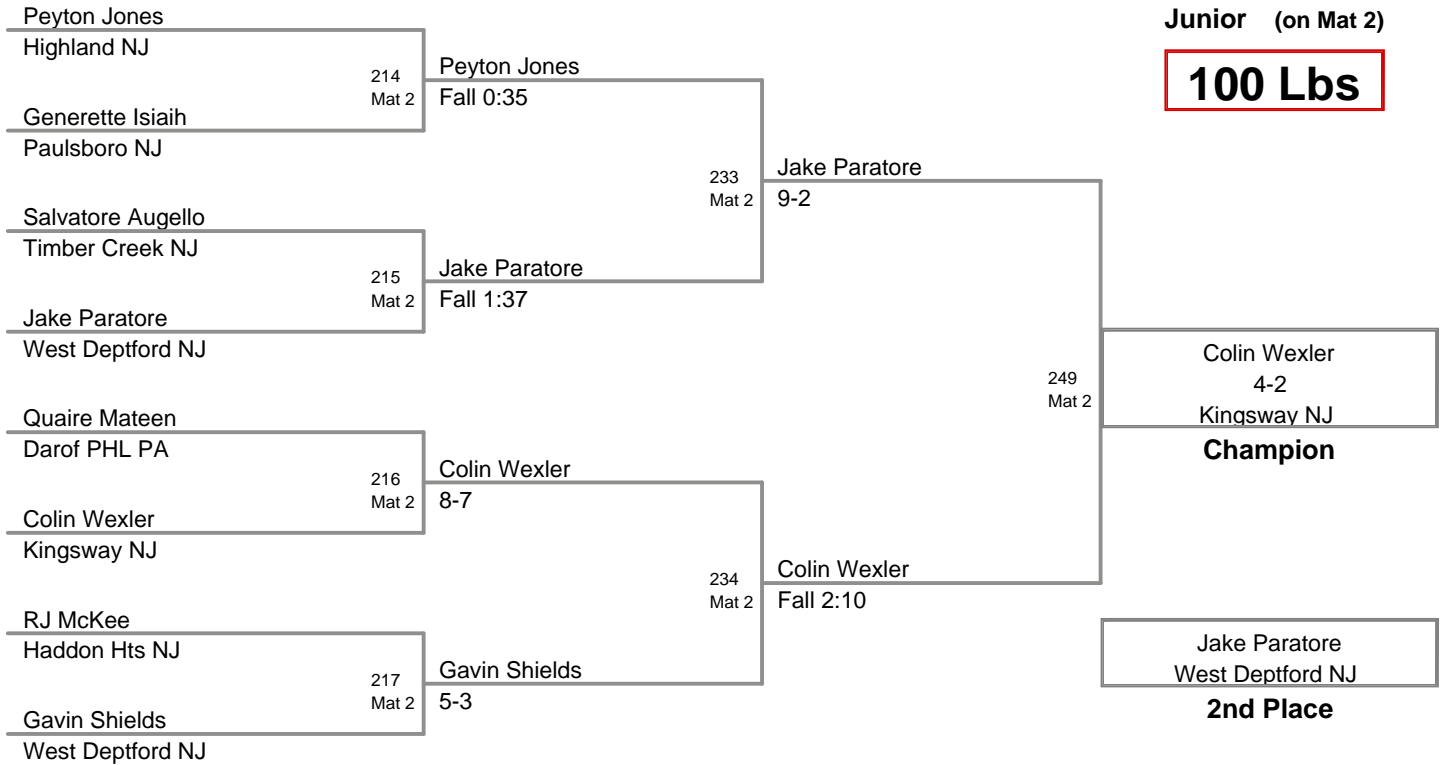 Peyton Jones
Highland NJ
214
Mat 2
Generette Isiaih
Paulsboro NJ
Peyton Jones
Fall 0:35
Salvatore Augello
Timber Creek NJ
215
Mat 2
Jake Paratore
West Deptford NJ
Jake Paratore
Fall 1:37
233
Mat 2
Jake Paratore
9-2
Quaire Mateen
Darof PHL PA
216
Mat 2
Colin Wexler
Kingsway NJ
Colin Wexler
8-7
RJ McKee
Haddon Hts NJ
217
Mat 2
Gavin Shields
West Deptford NJ
Gavin Shields
5-3
234
Mat 2
Colin Wexler
Fall 2:10
249
Mat 2
Junior (on Mat 2)
100 Lbs
Colin Wexler
4-2
Kingsway NJ
Champion
Jake Paratore
West Deptford NJ
2nd Place